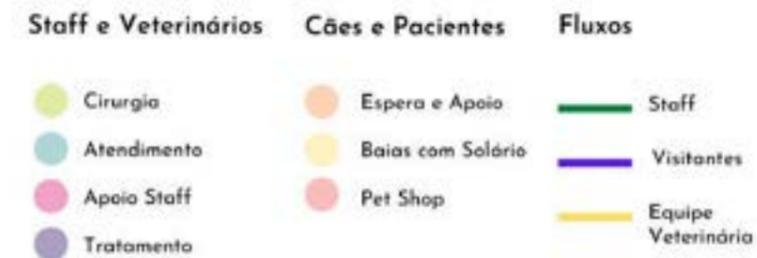 Staff e Veterinários
Cirurgia
Atendimento
Apoio Staff
Tratamento
Cães e Pacientes
Espera e Apoio
Baias com Solário
Pet Shop
Fluxos
Staff
Visitantes
Equipe
Veterinária